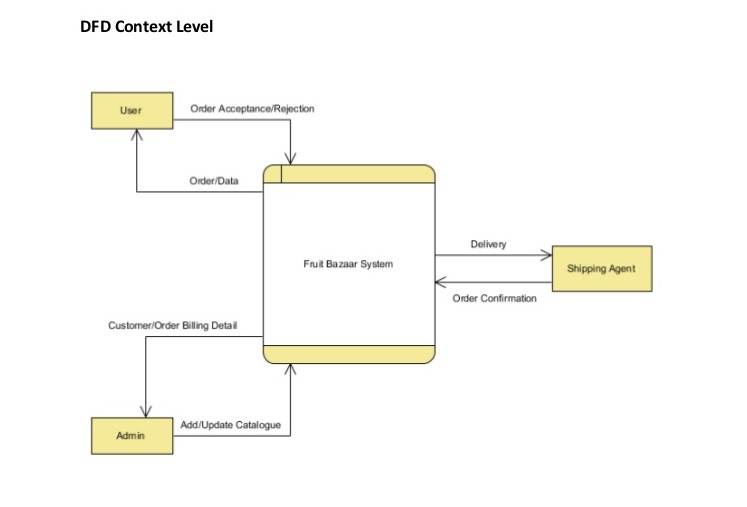 DFD Context Level
User
Order Acceptance/Rejection
Order/Data
Fruit Bazaar System
Delivery
Shipping Agent
Order Confirmation
Customer/Order Billing Detail
Add/Update Catalogue
Admin